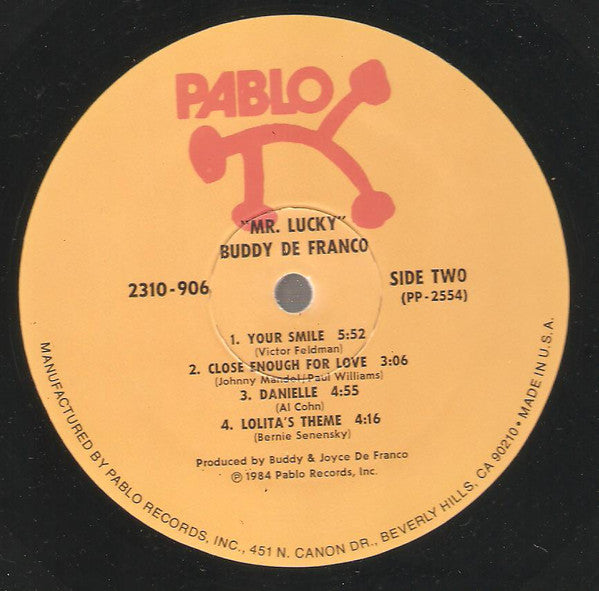 PABLO
"MR. LUCKY"
BUDDY DE FRANCO
2310-906
SIDE TWO
(PP-2554)
1. YOUR SMILE 5:52
(Victor Feldman)
2. CLOSE ENOUGH FOR LOVE 3:06
(Johnny Mandel/Paul Williams)
3. DANIELLE 4:55
(Al Cohn)
4. LOLITA'S THEME 4:16
(Bernie Senensky)
Produced by Buddy & Joyce De Franco
℗ 1984 Pablo Records, Inc.
MANUFACTURED BY PABLO RECORDS, INC., 451 N. CANON DR., BEVERLY HILLS, CA 90210 • MADE IN U.S.A.